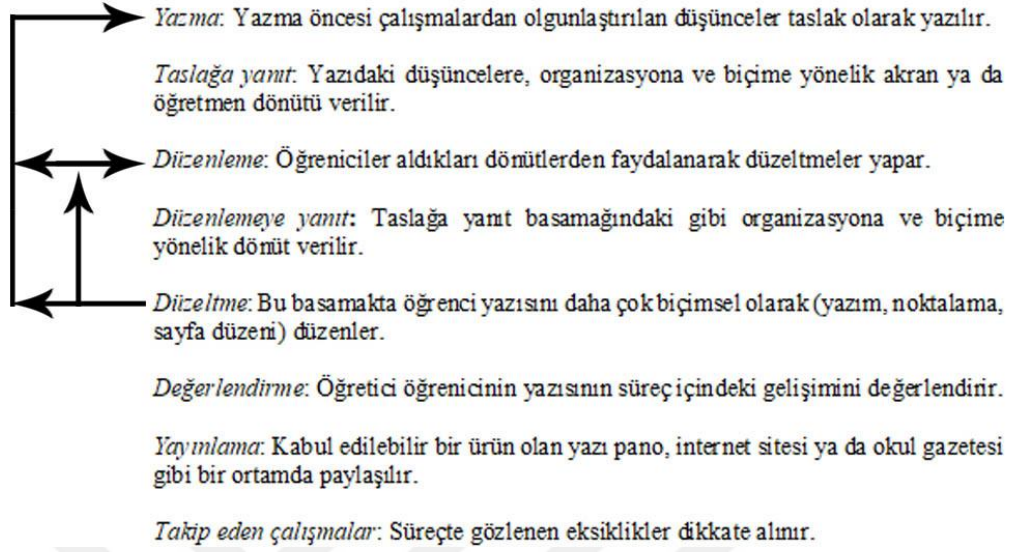 Yazma: Yazma öncesi çalışmalardan olgunlaştırılan düşünceler taslak olarak yazılır.
Taslağa yanıt: Yazıdaki düşüncelere, organizasyona ve biçime yönelik akran ya da
öğretmen dönütü verilir.
Düzenleme: Öğreniciler aldıkları dönütlerden faydalanarak düzeltmeler yapar.
Düzenlemeye yanıt: Taslağa yanıt basamağındaki gibi organizasyona ve biçime
yönelik dönüt verilir.
Düzeltme: Bu basamakta öğrenci yazısını daha çok biçimsel olarak (yazım, noktalama,
sayfa düzeni) düzenler.
Değerlendirme: Öğretici öğrenicinin yazısının süreç içindeki gelişimini değerlendirir.
Yayınlama: Kabul edilebilir bir ürün olan yazı pano, internet sitesi ya da okul gazetesi
gibi bir ortamda paylaşılır.
Takip eden çalışmalar: Süreçte gözlenen eksiklikler dikkate alınır.